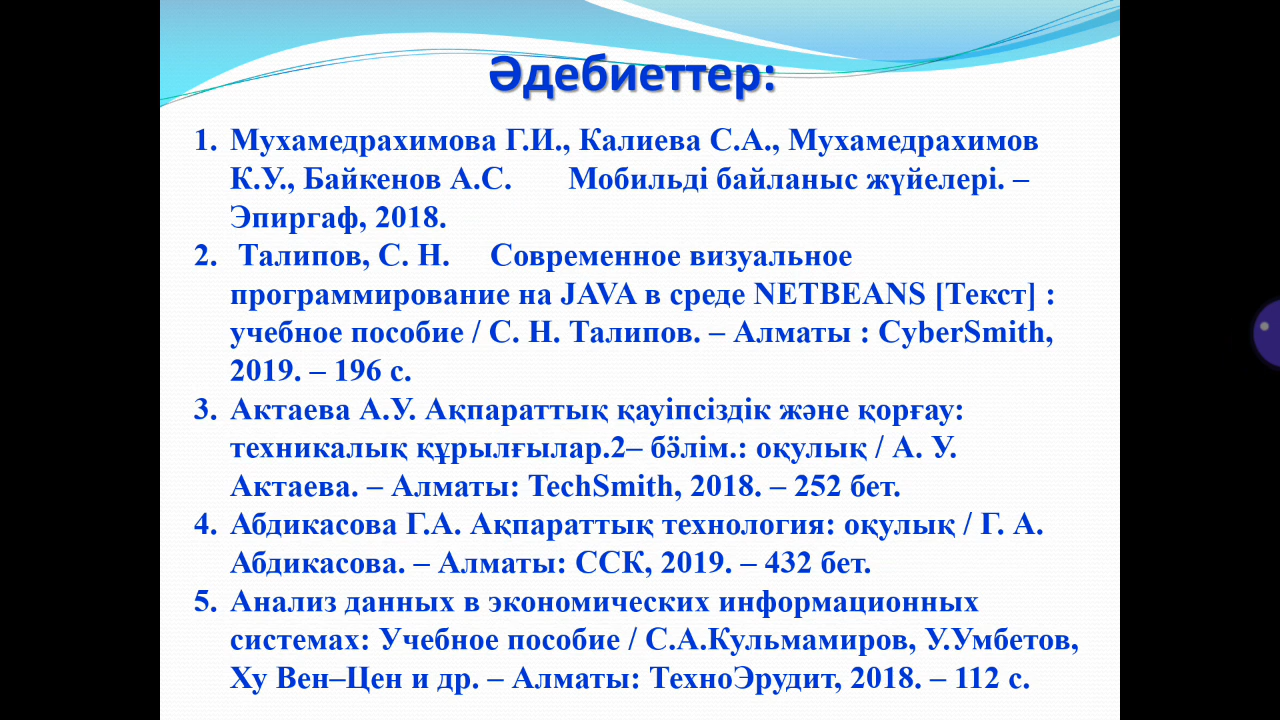 Әдебиеттер:
1. Мухамедрахимова Г.И., Калиева С.А., Мухамедрахимов
К.У., Байкенов А.С. Мобильді байланыс жүйелері. –
Эпиргаф, 2018.
2. Талипов, С. Н. Современное визуальное
программирование на JAVA в среде NETBEANS [Текст] :
учебное пособие / С. Н. Талипов. – Алматы : CyberSmith,
2019. – 196 с.
3. Актаева А.У. Ақпараттық қауіпсіздік және қорғау:
техникалық құрылғылар.2– бӛлім.: оқулық / А. У.
Актаева. – Алматы: TechSmith, 2018. – 252 бет.
4. Абдикасова Г.А. Ақпараттық технология: оқулық / Г. А.
Абдикасова. – Алматы: ССК, 2019. – 432 бет.
5. Анализ данных в экономических информационных
системах: Учебное пособие / С.А.Кульмамиров, У.Умбетов,
Ху Вен–Цен и др. – Алматы: ТехноЭрудит, 2018. – 112 с.